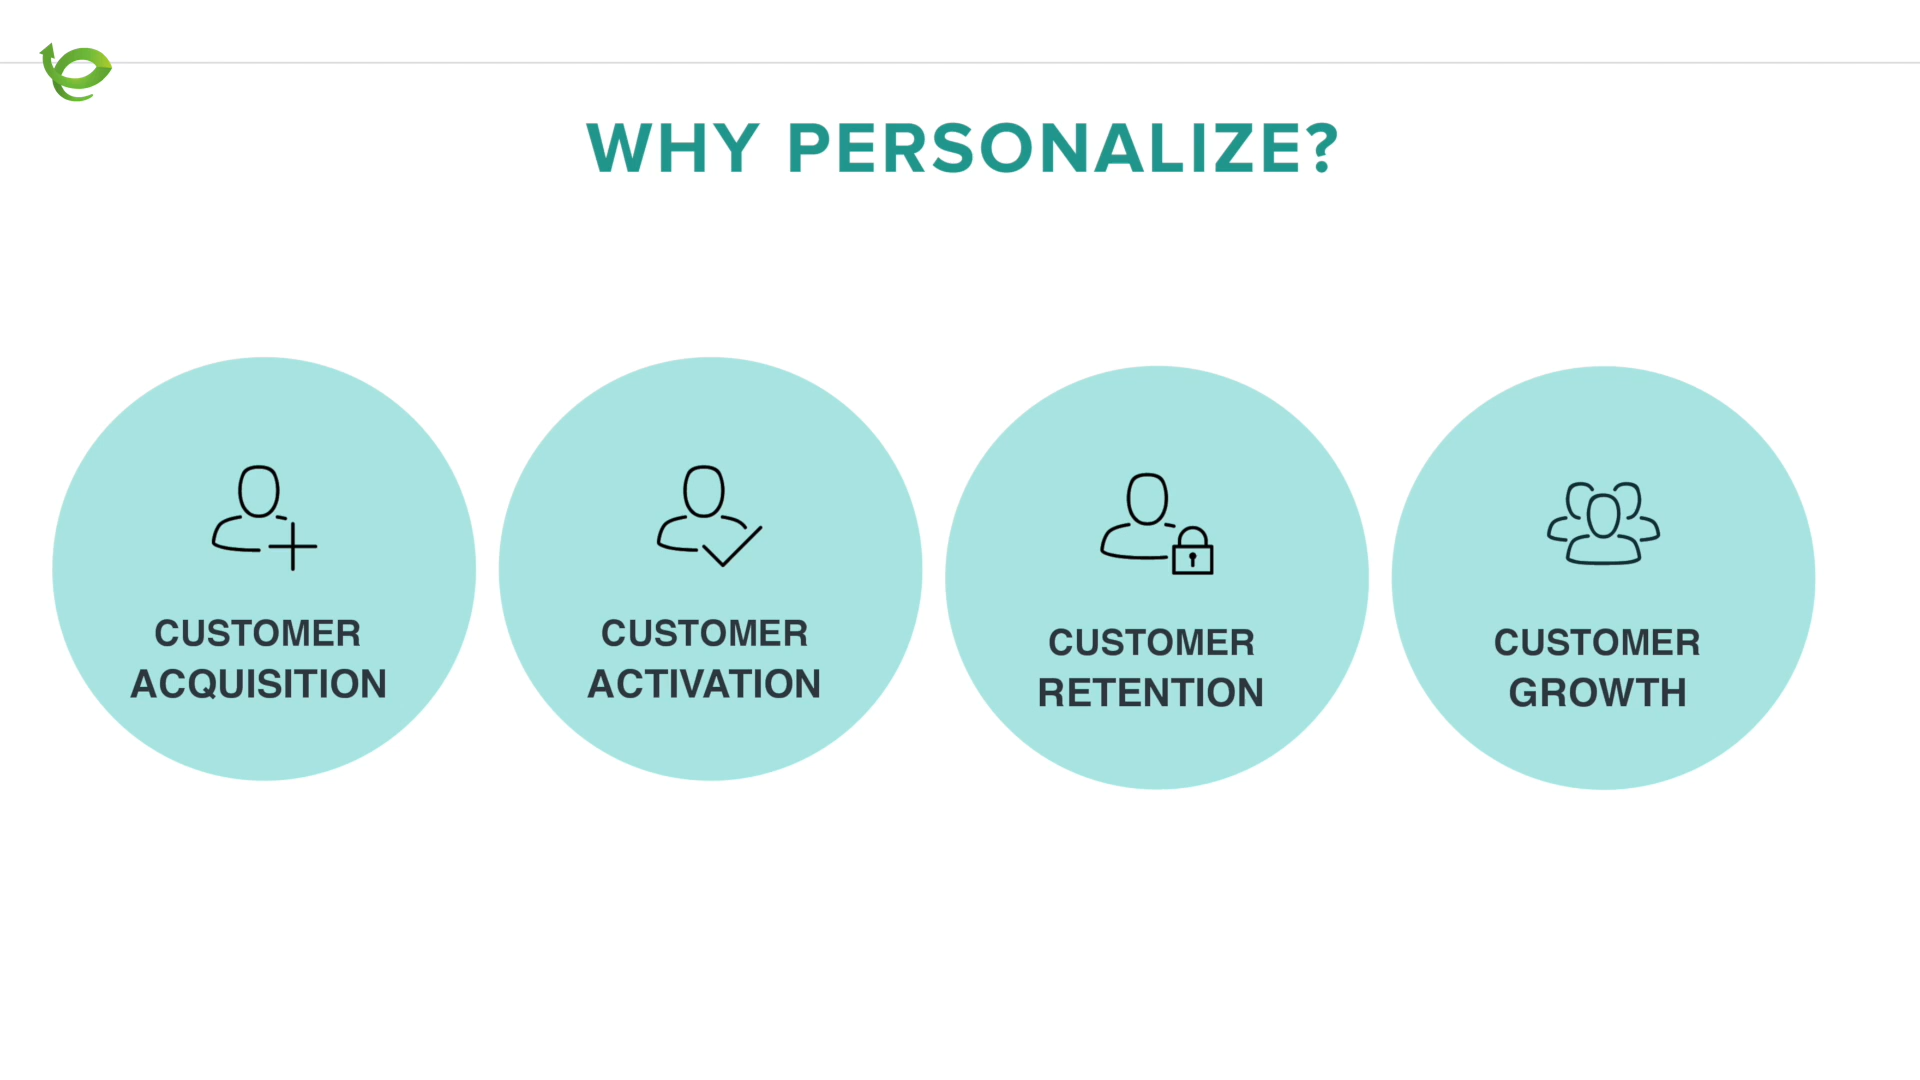 WHY PERSONALIZE?
CUSTOMER
ACQUISITION
CUSTOMER
ACTIVATION
CUSTOMER
RETENTION
CUSTOMER
GROWTH